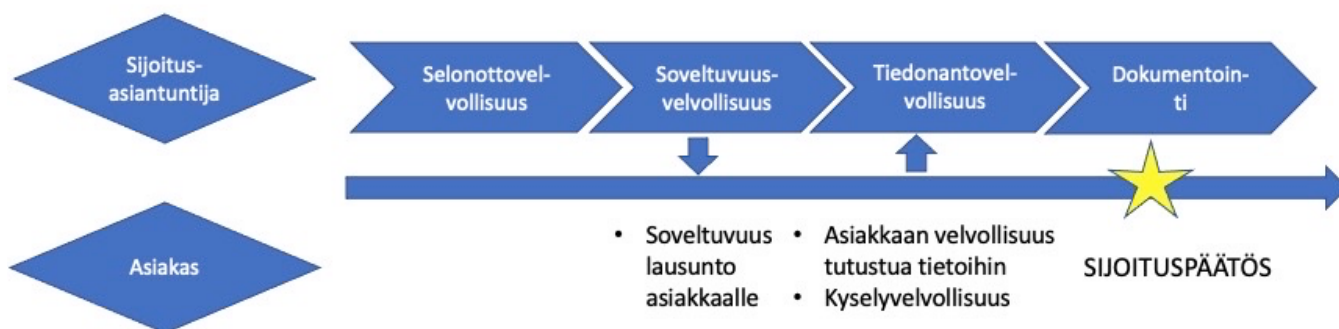 Sijoitus-
asiantuntija
Selonottovel-
vollisuus
Soveltuvuus-
velvollisuus
Tiedonantovel-
vollisuus
Dokumentoin-
ti
• Soveltuvuus
lausunto
asiakkaalle
• Asiakkaan velvollisuus
tutustua tietoihin
• Kyselyvelvollisuus
SIJOITUSPÄÄTÖS
Asiakas